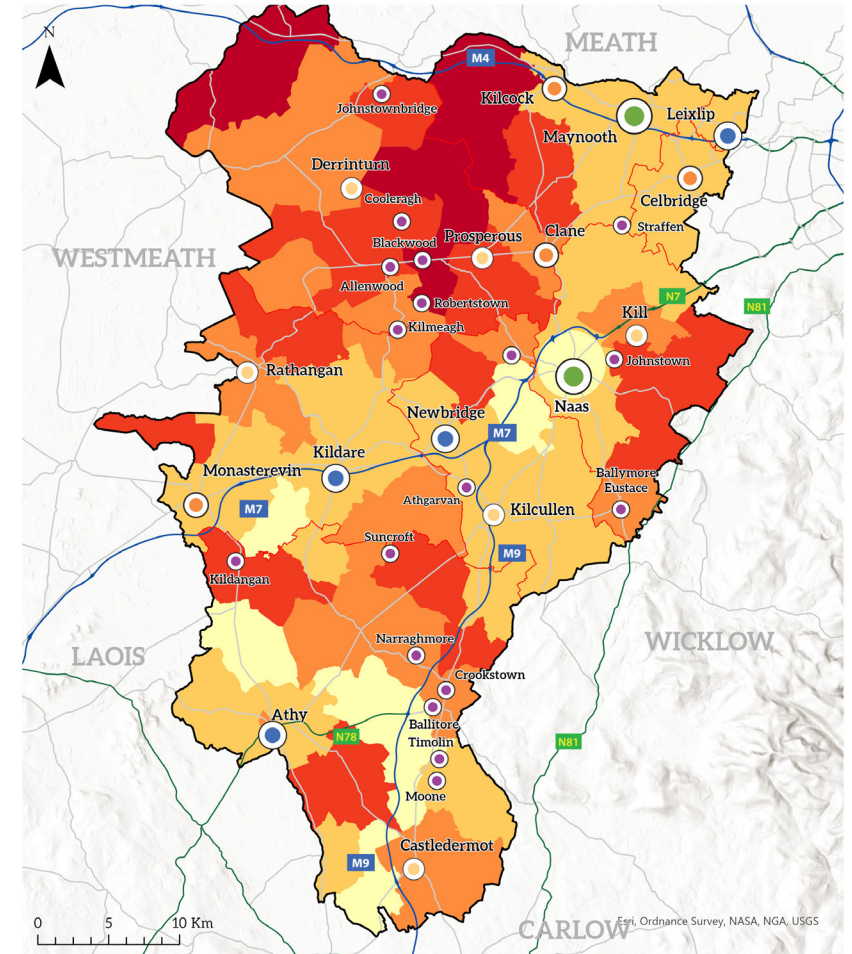 N
MEATH
M4
Kilcock
Johnstownbridge
Maynooth
Leixlip
Derrinturn
Celbridge
Cooleragh
Straffen
Blackwood
Prosperous
Clane
WESTMEATH
Allenwood
N7
Robertstown
N81
Kill
Kilmeagh
Johnstown
Rathangan
Naas
Newbridge
M7
Kildare
Monasterevin
Ballymore
Eustace
Athgarvan
M7
Kilcullen
Suncroft
M9
Kildangan
Narraghmore
WICKLOW
LAOIS
Crookstown
Athy
Ballitore
N78
Timolin
N81
Moone
Castledermot
M9
0 5 10 Km
Esri, Ordnance Survey, NASA, NGA, USGS
CARLOW